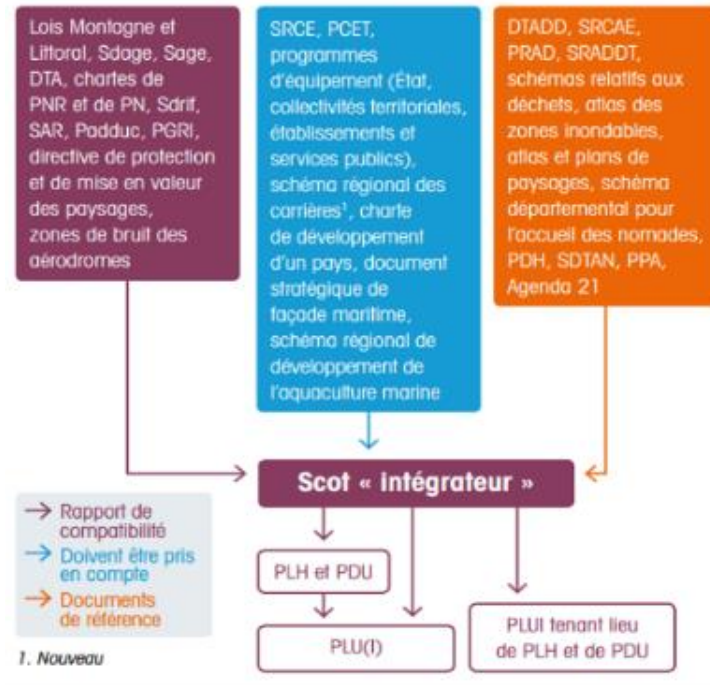 Lois Montagne et
Littoral, Sdage, Sage,
DTA, chartes de
PNR et de PN, Sdrif,
SAR, Padduc, PGRI,
directive de protection
et de mise en valeur
des paysages,
zones de bruit des
aérodromes
SRCE, PCET,
programmes
d'équipement (État,
collectivités territoriales,
établissements et
services publics),
schéma régional des
carrières¹, charte
de développement
d'un pays, document
stratégique de
façade maritime,
schéma régional de
développement de
l'aquaculture marine
DTADD, SRCAE,
PRAD, SRADDT,
schémas relatifs aux
déchets, atlas des
zones inondables,
atlas et plans de
paysages, schéma
départemental pour
l'accueil des nomades,
PDH, SDTAN, PPA,
Agenda 21
Scot « intégrateur »
Rapport de
compatibilité
Doivent être pris
en compte
Documents
de référence
PLH et PDU
PLU(I)
PLUI tenant lieu
de PLH et de PDU
1. Nouveau